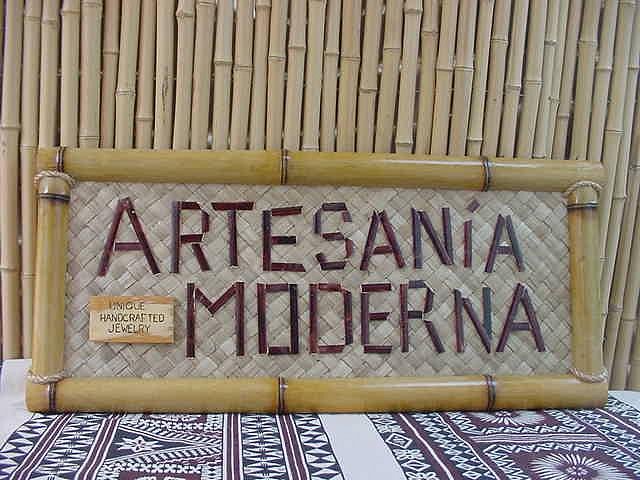 ARTESANíA
MODERNA
UNIQUE
HANDCRAFTED
JEWELRY